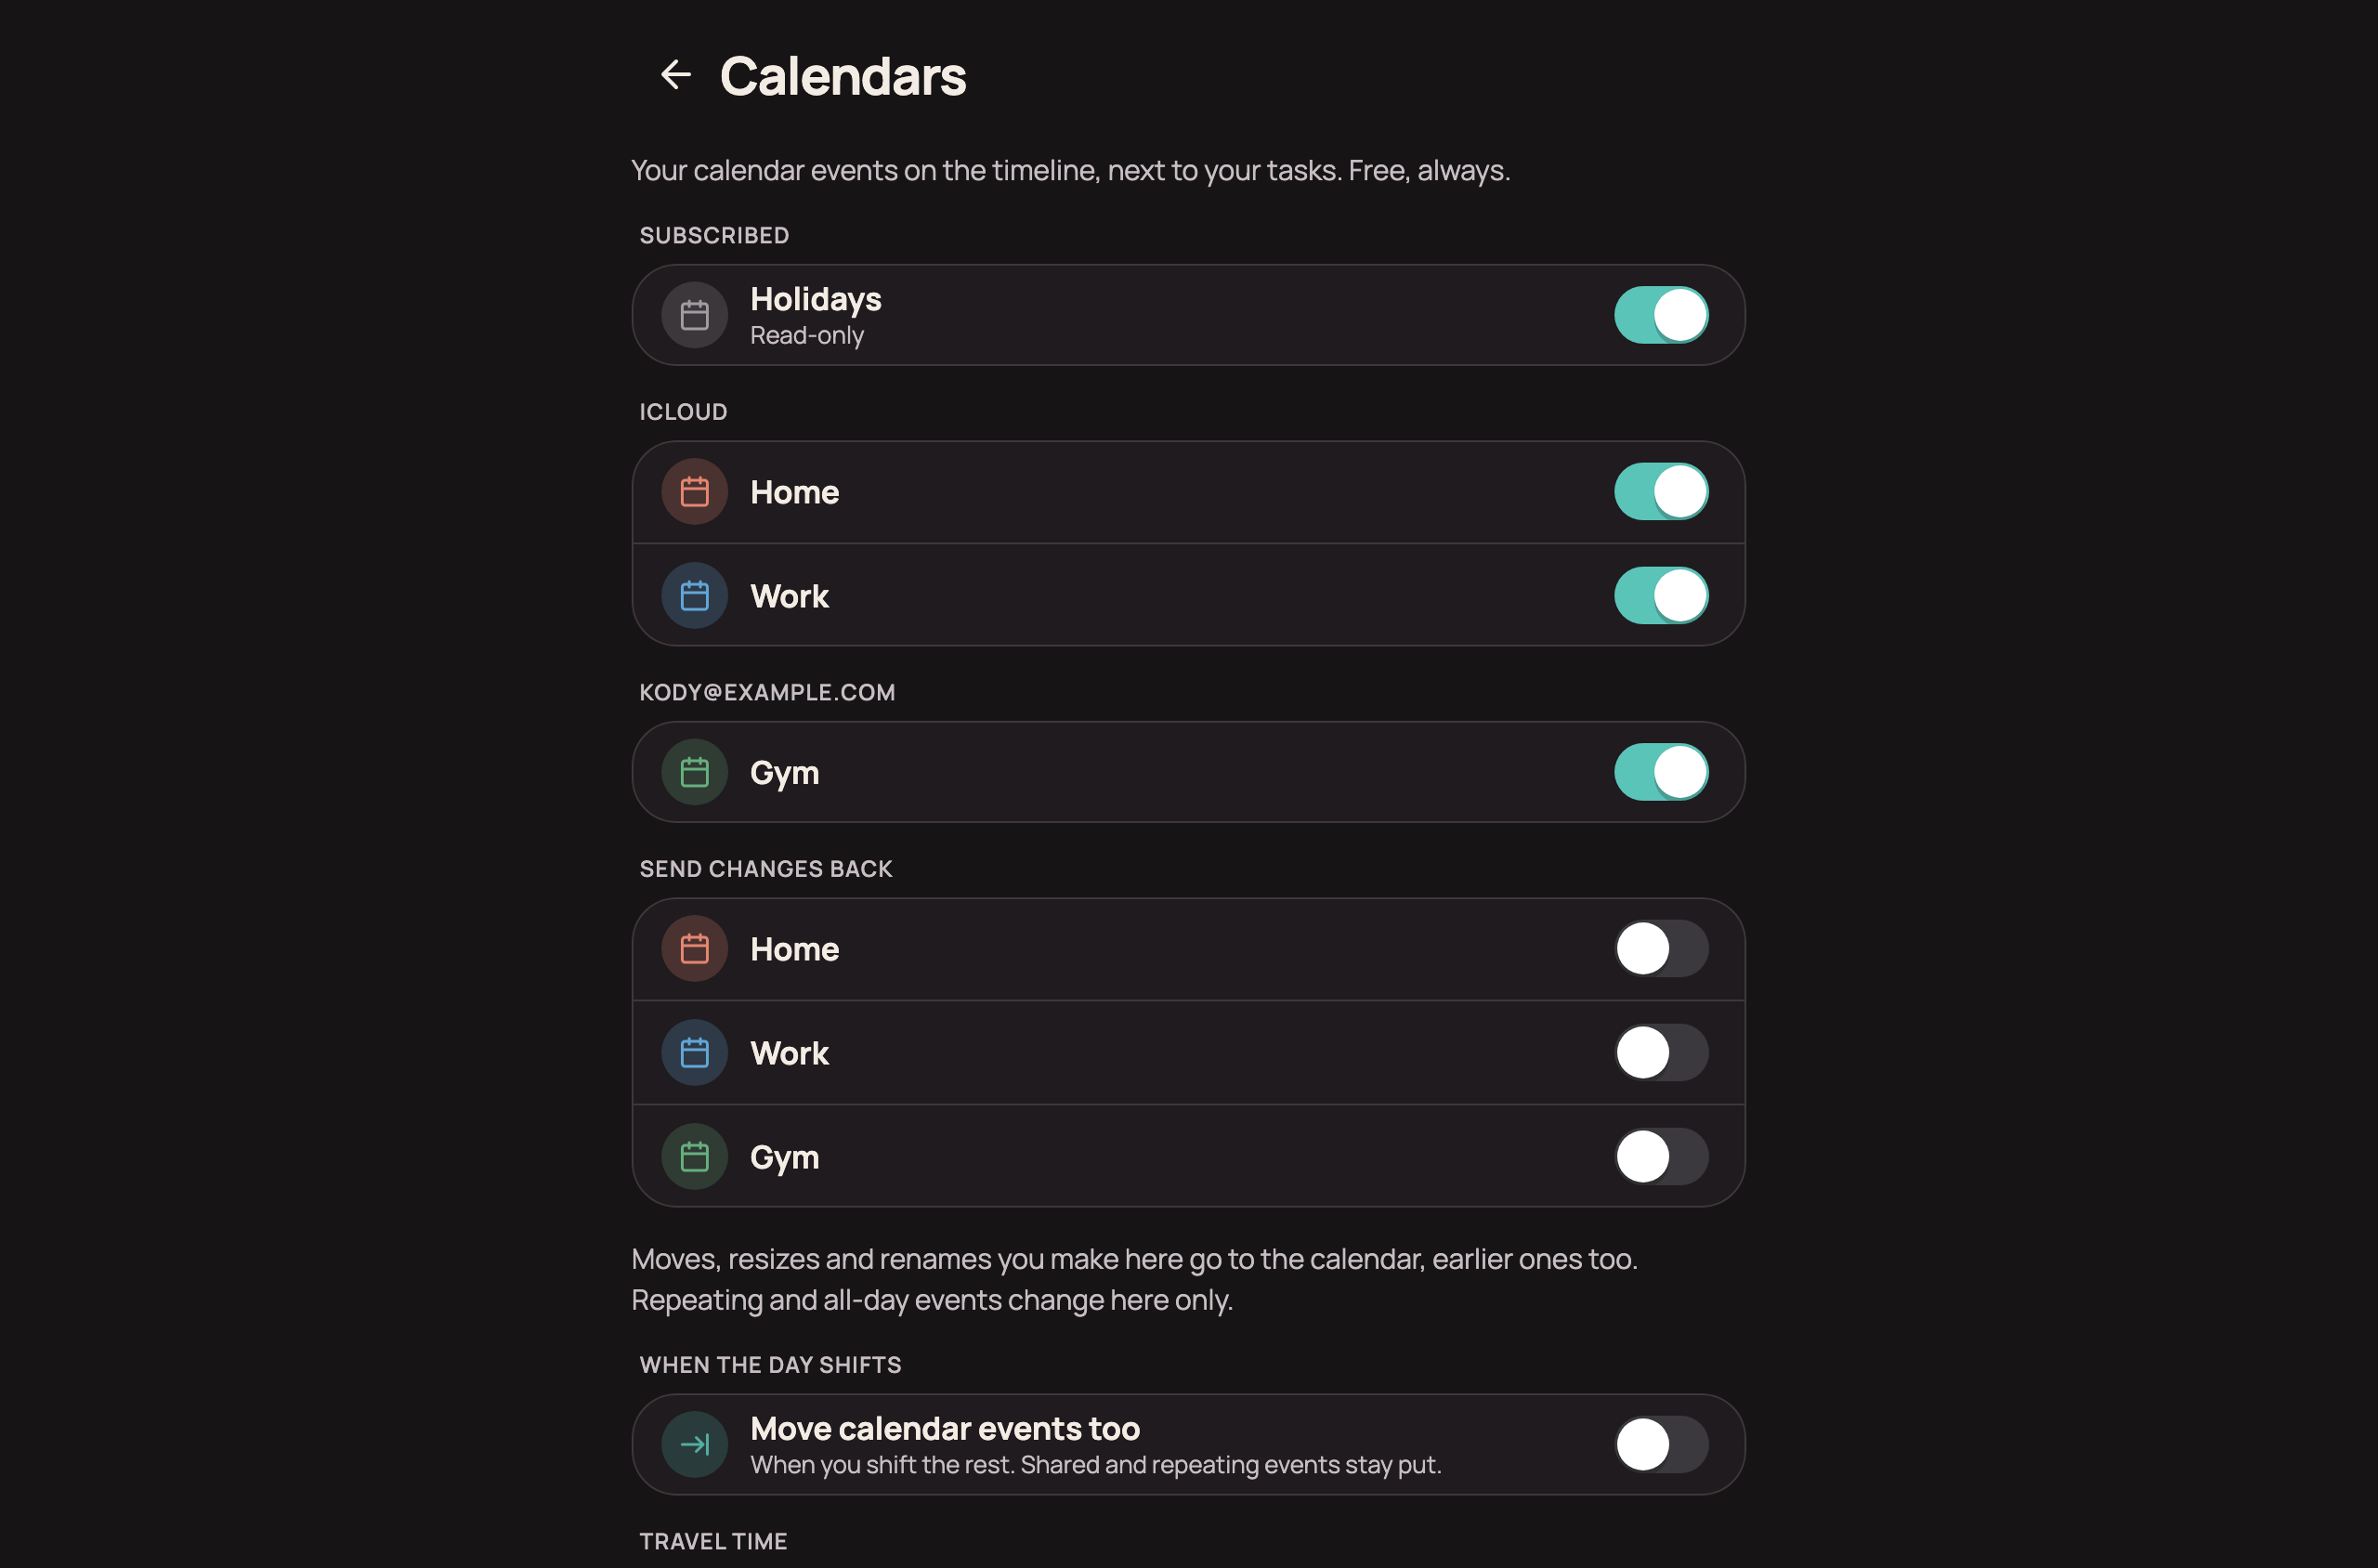 Calendars
Your calendar events on the timeline, next to your tasks. Free, always.
SUBSCRIBED
Holidays
Read-only
ICLOUD
Home
Work
KODY@EXAMPLE.COM
Gym
SEND CHANGES BACK
Home
Work
Gym
Moves, resizes and renames you make here go to the calendar, earlier ones too.
Repeating and all-day events change here only.
WHEN THE DAY SHIFTS
Move calendar events too
When you shift the rest. Shared and repeating events stay put.
TRAVEL TIME